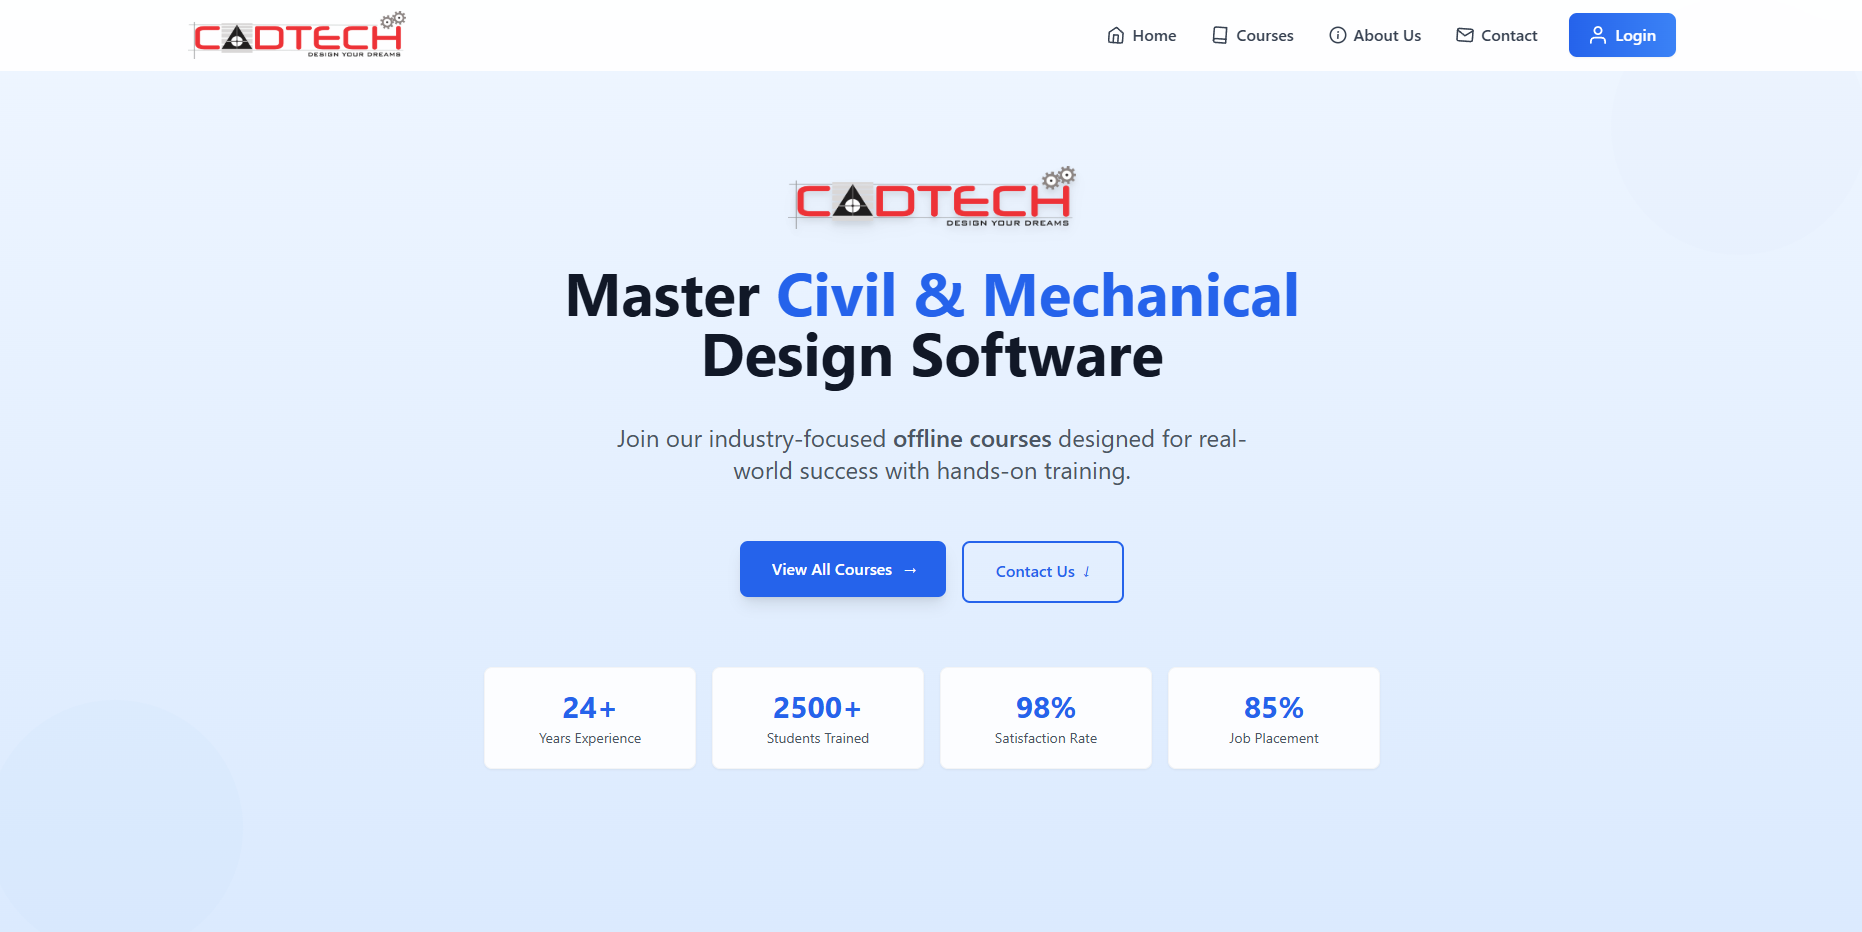 CADTECH
DESIGN YOUR DREAMS
Home
Courses
About Us
Contact
Login
CADTECH
DESIGN YOUR DREAMS
Master Civil & Mechanical
Design Software
Join our industry-focused offline courses designed for real-
world success with hands-on training.
View All Courses →
Contact Us ↓
24+
Years Experience
2500+
Students Trained
98%
Satisfaction Rate
85%
Job Placement